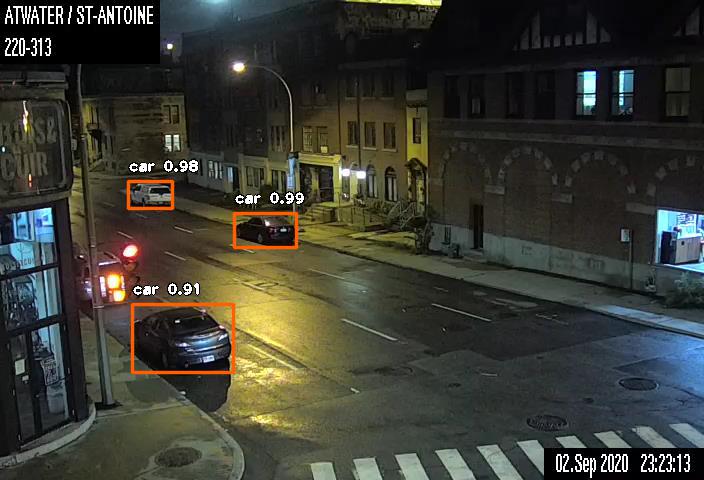 ATWATER / ST-ANTOINE
220-313
CUIR
car 0.98
car 0.99
car 0.91
02.Sep 2020 23:23:13